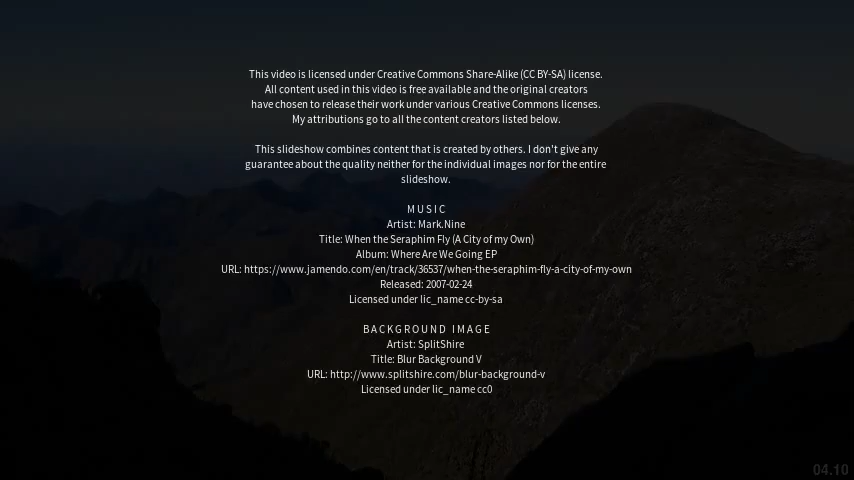 This video is licensed under Creative Commons Share-Alike (CC BY-SA) license.
All content used in this video is free available and the original creators
have chosen to release their work under various Creative Commons licenses.
My attributions go to all the content creators listed below.
This slideshow combines content that is created by others. I don't give any
guarantee about the quality neither for the individual images nor for the entire
slideshow.
MUSIC
Artist: Mark.Nine
Title: When the Seraphim Fly (A City of my Own)
Album: Where Are We Going EP
URL: https://www.jamendo.com/en/track/36537/when-the-seraphim-fly-a-city-of-my-own
Released: 2007-02-24
Licensed under lic_name cc-by-sa
BACKGROUND IMAGE
Artist: SplitShire
Title: Blur Background V
URL: http://www.splitshire.com/blur-background-v
Licensed under lic_name cc0
04.10